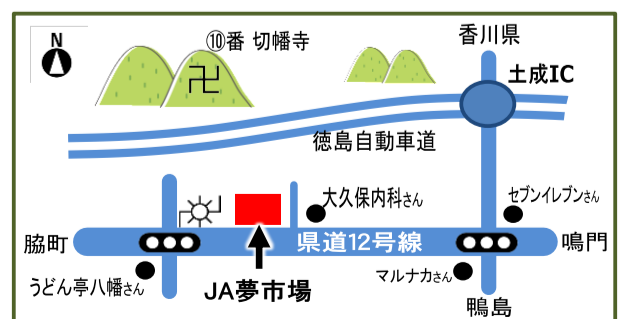 N
⑩番 切幡寺
卍
香川県
土成IC
徳島自動車道
大久保内科さん
セブンイレブンさん
脇町
県道12号線
鳴門
うどん亭八幡さん
JA夢市場
マルナカさん
鴨島